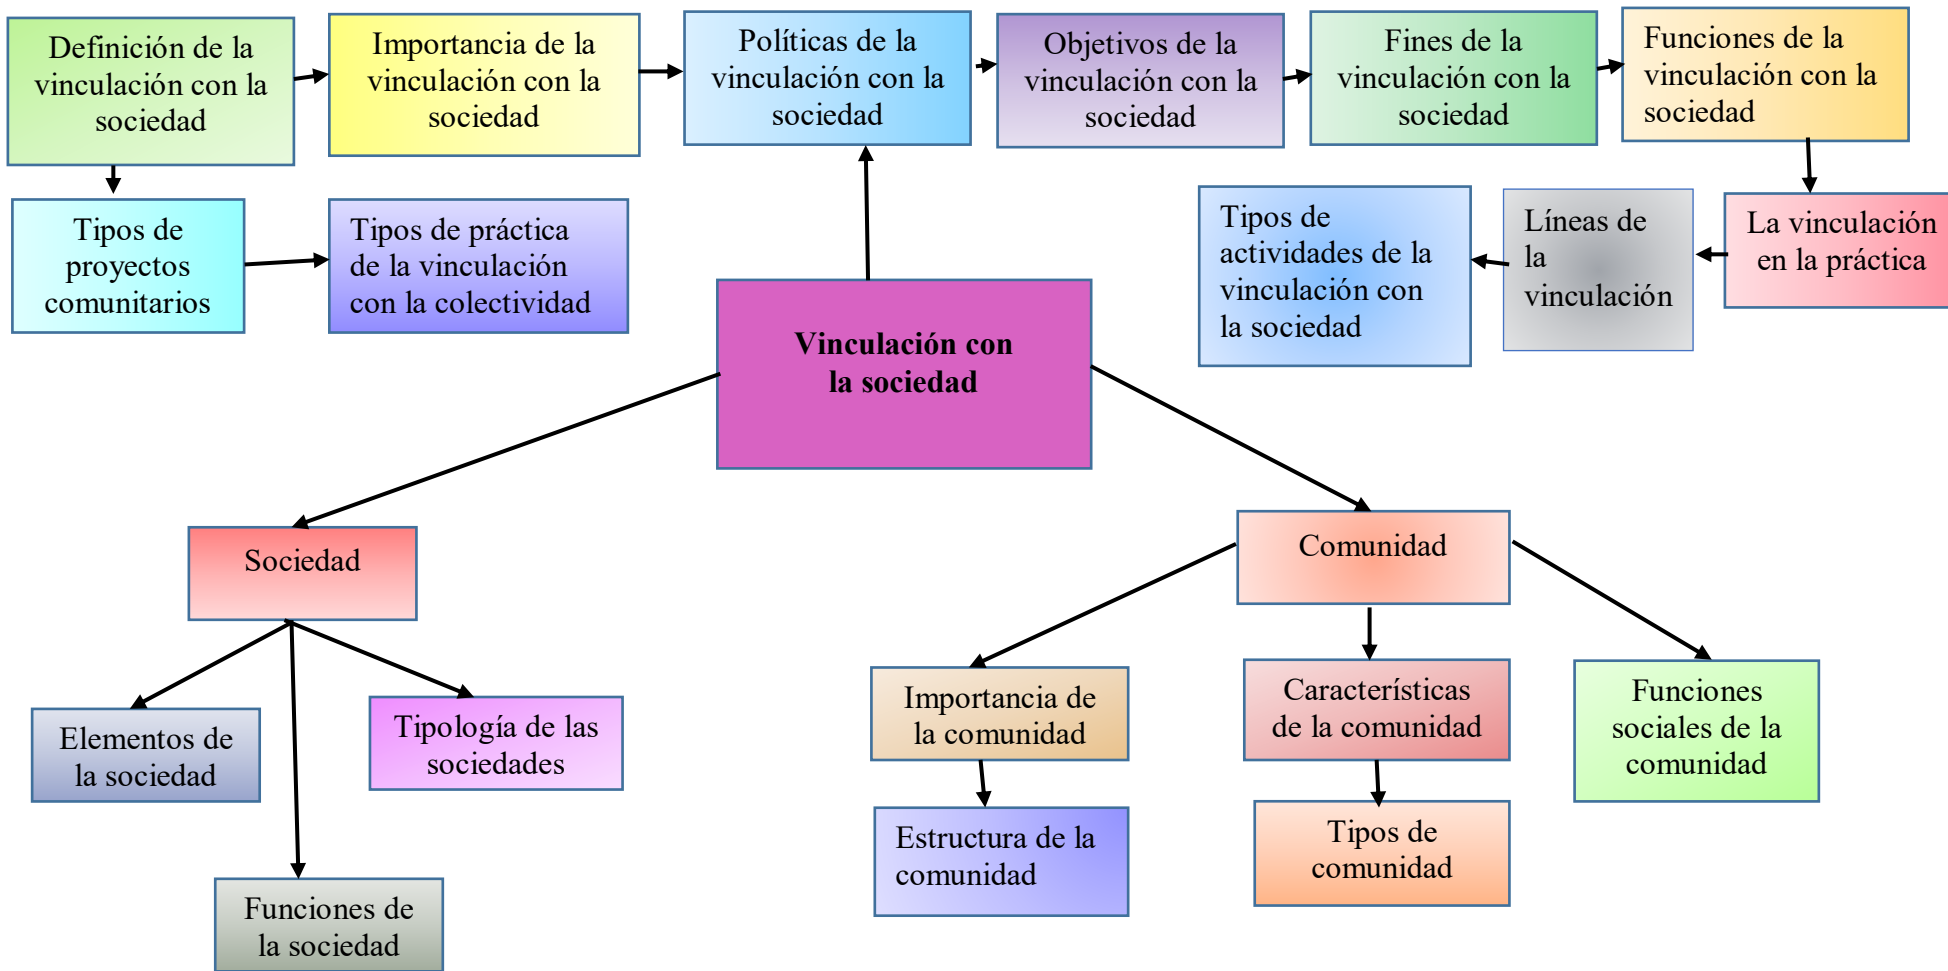 Definición de la
vinculación con la
sociedad
Importancia de la
vinculación con la
sociedad
Políticas de la
vinculación con la
sociedad
Objetivos de la
vinculación con la
sociedad
Fines de la
vinculación con la
sociedad
Funciones de la
vinculación con la
sociedad
Tipos de
proyectos
comunitarios
Tipos de práctica
de la vinculación
con la colectividad
Tipos de
actividades de la
vinculación con
la sociedad
Líneas de
la
vinculación
La vinculación
en la práctica
Vinculación con
la sociedad
Sociedad
Comunidad
Elementos de
la sociedad
Tipología de las
sociedades
Funciones de
la sociedad
Importancia de
la comunidad
Características
de la comunidad
Funciones
sociales de la
comunidad
Estructura de la
comunidad
Tipos de
comunidad